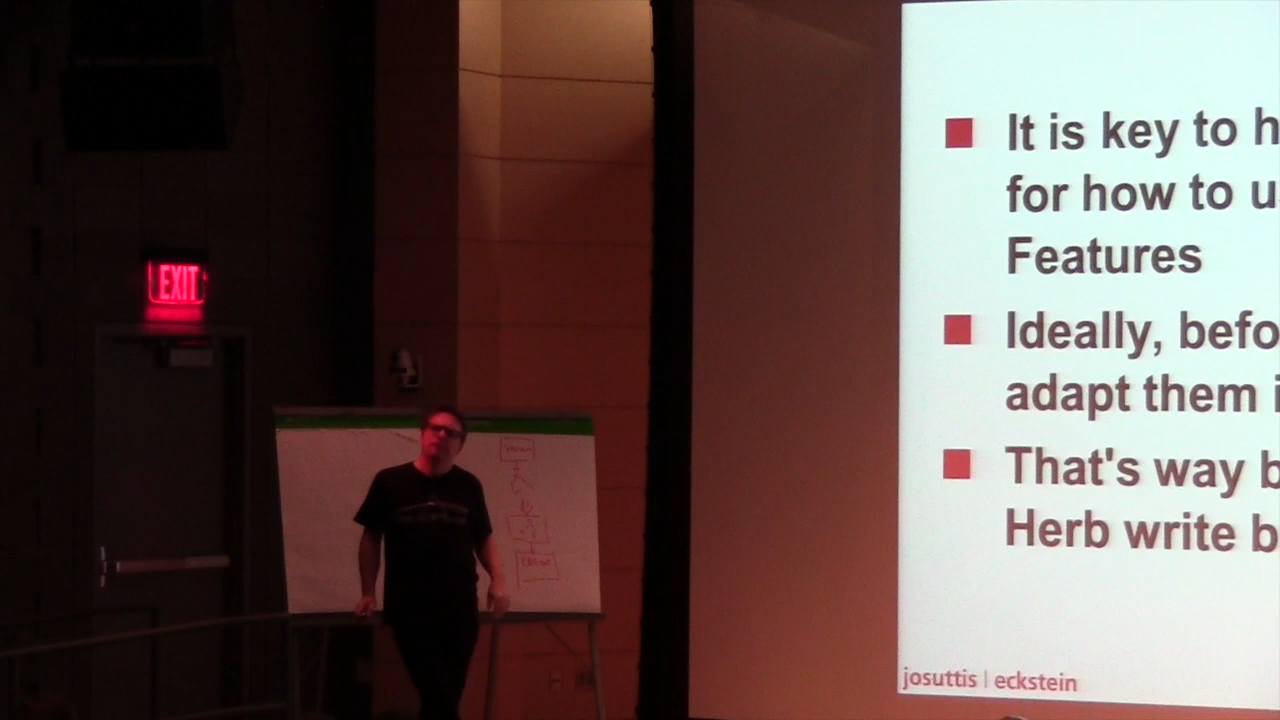 EXIT
It is key to h
for how to u
Features
Ideally, befo
adapt them i
That's way b
Herb write b
josuttis | eckstein